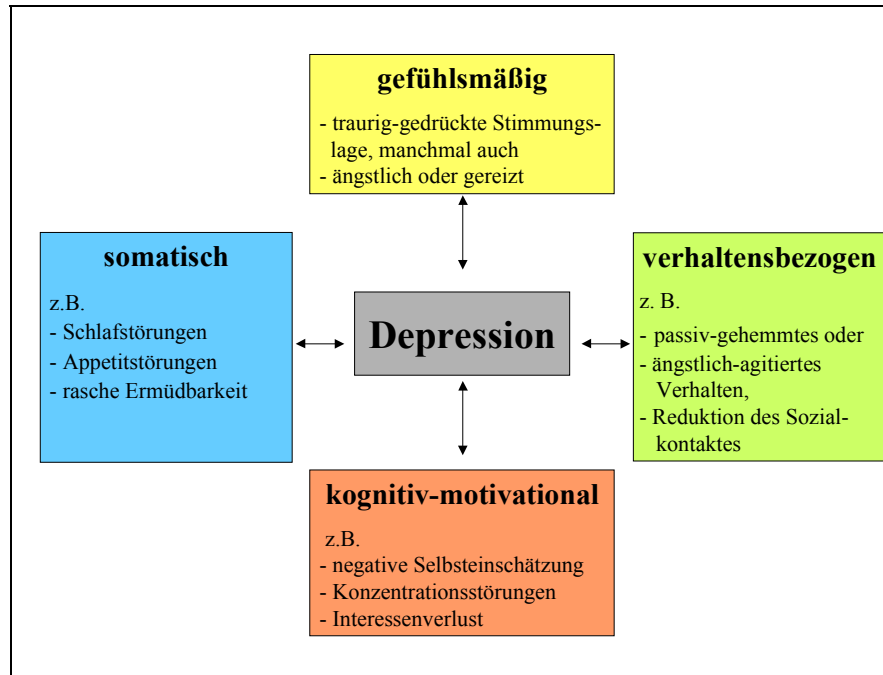 gefühlsmäßig
- traurig-gedrückte Stimmungs-
lage, manchmal auch
- ängstlich oder gereizt
somatisch
z.B.
- Schlafstörungen
- Appetitstörungen
- rasche Ermüdbarkeit
Depression
verhaltensbezogen
z. B.
- passiv-gehemmtes oder
- ängstlich-agitiertes
Verhalten,
- Reduktion des Sozial-
kontaktes
kognitiv-motivational
z.B.
- negative Selbsteinschätzung
- Konzentrationsstörungen
- Interessenverlust